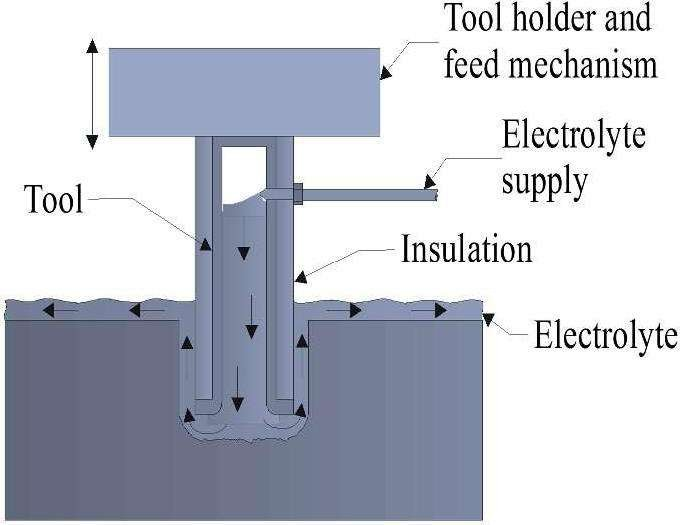 Tool holder and
feed mechanism
Electrolyte
supply
Tool
Insulation
Electrolyte